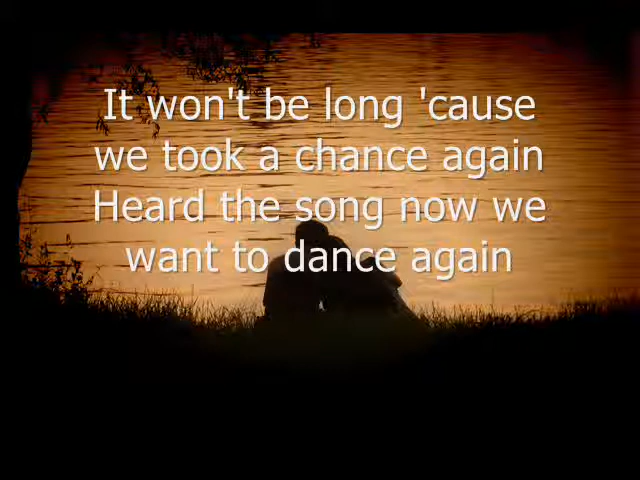 It won't be long 'cause
we took a chance again
Heard the song now we
want to dance again